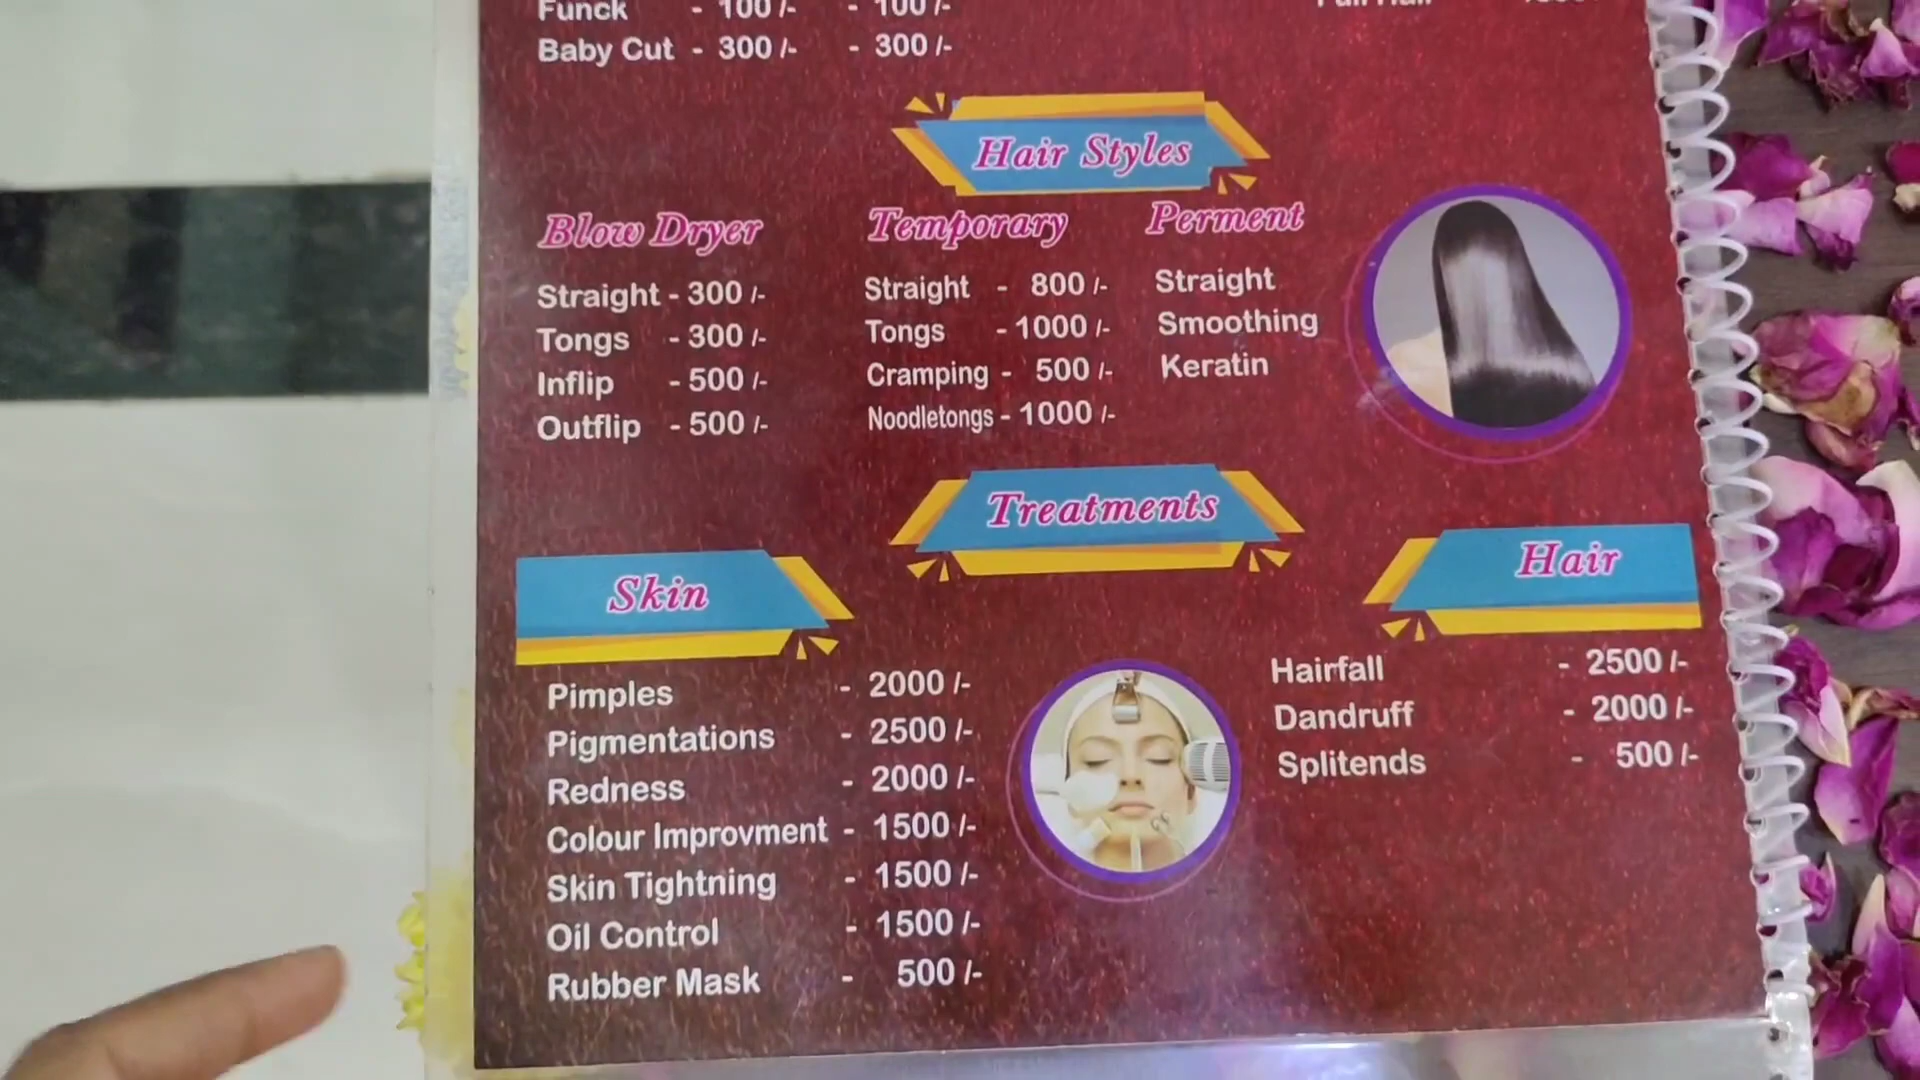 Funck - 100 /- - 100 /-
Baby Cut - 300 /- - 300 /-
Hair Styles
Blow Dryer
Straight - 300 /-
Tongs - 300 /-
Inflip - 500 /-
Outflip - 500 /-
Temporary
Straight - 800 /-
Tongs - 1000 /-
Cramping - 500 /-
Noodletongs - 1000 /-
Perment
Straight
Smoothing
Keratin
Treatments
Skin
Pimples - 2000 /-
Pigmentations - 2500 /-
Redness - 2000 /-
Colour Improvment - 1500 /-
Skin Tightning - 1500 /-
Oil Control - 1500 /-
Rubber Mask - 500 /-
Hair
Hairfall - 2500 /-
Dandruff - 2000 /-
Splitends - 500 /-